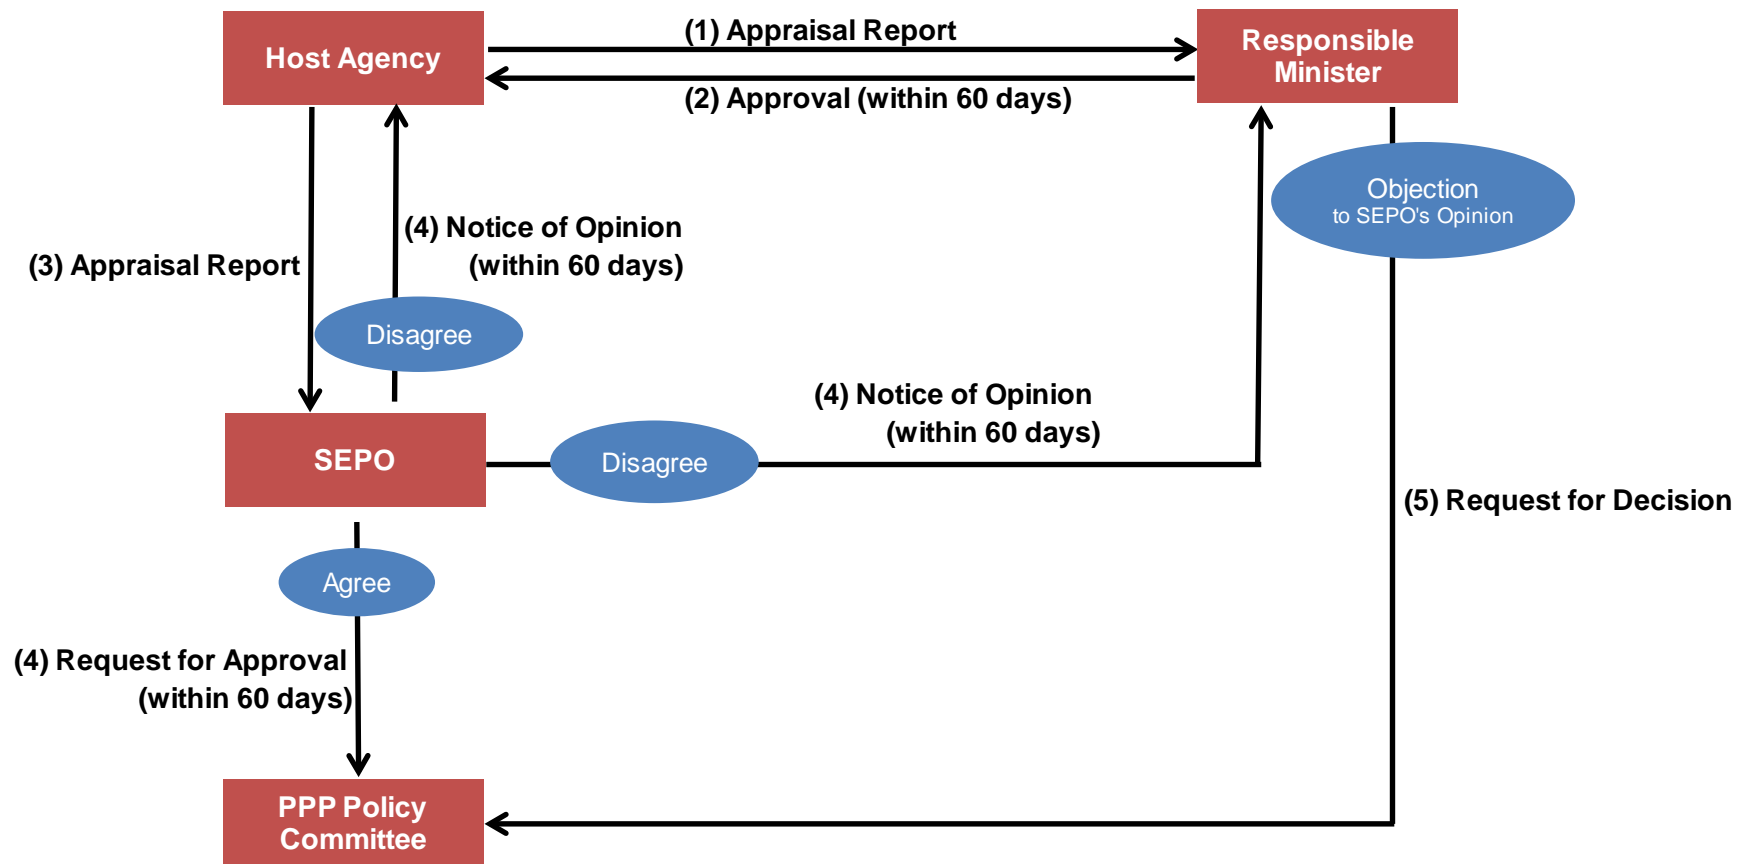 (1) Appraisal Report
Host Agency
Responsible
Minister
(2) Approval (within 60 days)
Objection
to SEPO's Opinion
(4) Notice of Opinion
(within 60 days)
(3) Appraisal Report
Disagree
(4) Notice of Opinion
(within 60 days)
SEPO
Disagree
(5) Request for Decision
Agree
(4) Request for Approval
(within 60 days)
PPP Policy
Committee